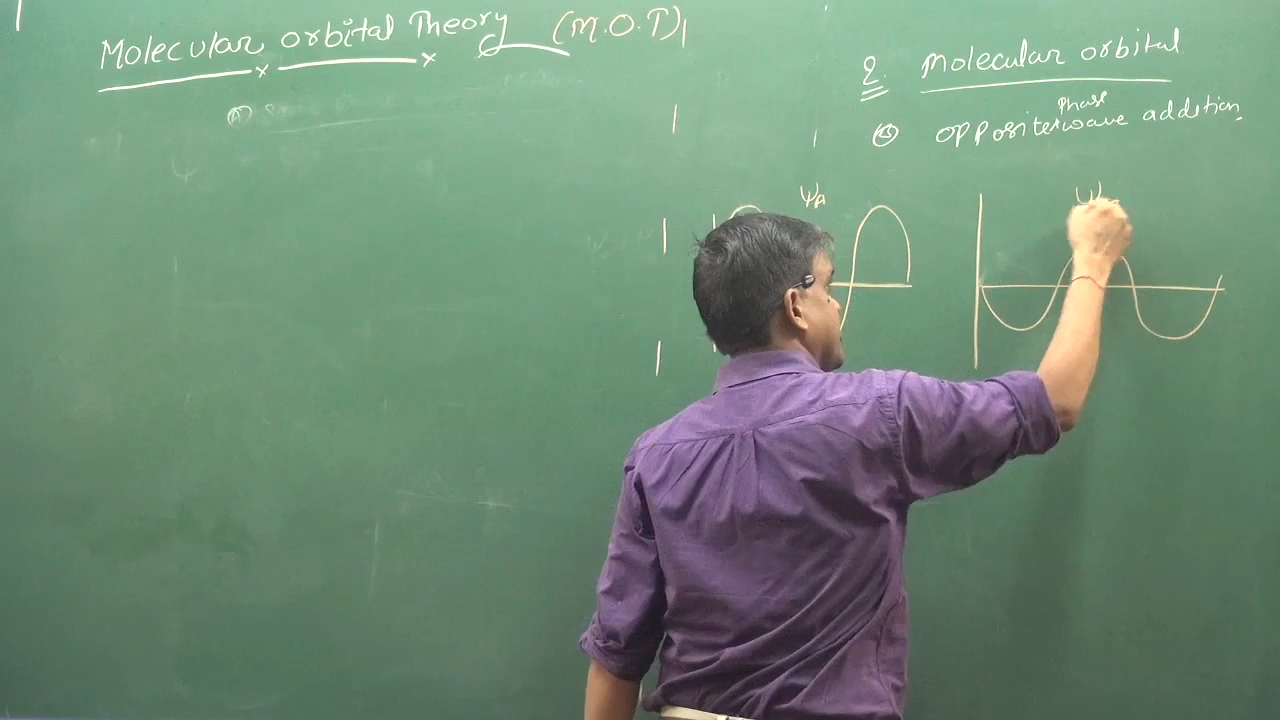 Molecular orbital Theory (M.O.T)
2. Molecular orbital
Phase
opposite wave addition
ψA
ψ